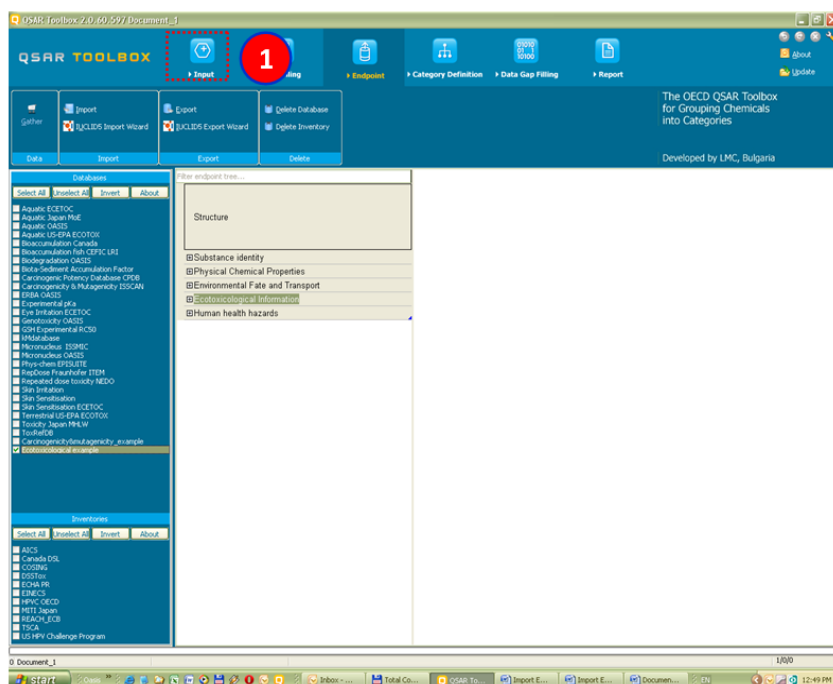 QSAR Toolbox 2.0.60.597 Document_1
QSAR TOOLBOX
1
Input
Endpoint
Category Definition
Data Gap Filling
Report
About
Update
Gather
Import
IUCLID5 Import Wizard
Export
IUCLID5 Export Wizard
Delete Database
Delete Inventory
Data
Import
Export
Delete
The OECD QSAR Toolbox
for Grouping Chemicals
into Categories
Developed by LMC, Bulgaria
Databases
Select All Unselect All Invert About
Aquatic ECETOC
Aquatic Japan MoE
Aquatic OASIS
Aquatic US-EPA ECOTOX
Bioaccumulation Canada
Bioaccumulation fish CEFIC LRI
Biodegradation OASIS
Biota-Sediment Accumulation Factor
Carcinogenic Potency Database CPDB
Carcinogenicity & Mutagenicity ISSCAN
ERBA OASIS
Experimental pKa
Eye Irritation ECETOC
Genotoxicity OASIS
GSH Experimental RC50
kMdatabase
Micronucleus ISSMIC
Micronucleus OASIS
Phys-chem EPISUITE
RepDose Fraunhofer ITEM
Repeated dose toxicity NEDO
Skin Irritation
Skin Sensitisation
Skin Sensitisation ECETOC
Terrestrial US-EPA ECOTOX
Toxicity Japan MHLW
ToxRefDB
Carcinogenicity&mutagenicity_example
Ecotoxicological example
Filter endpoint tree...
Structure
Substance identity
Physical Chemical Properties
Environmental Fate and Transport
Ecotoxicological Information
Human health hazards
Inventories
Select All Unselect All Invert About
AICS
Canada DSL
COSING
DSSTox
ECHA PR
EINECS
HPVC OECD
MITI Japan
REACH_ECB
TSCA
US HPV Challenge Program
0 Document_1
1/0/0
start
Inbox - ...
Total Co...
QSAR To...
Import E...
Import E...
Documen...
EN
12:49 PM